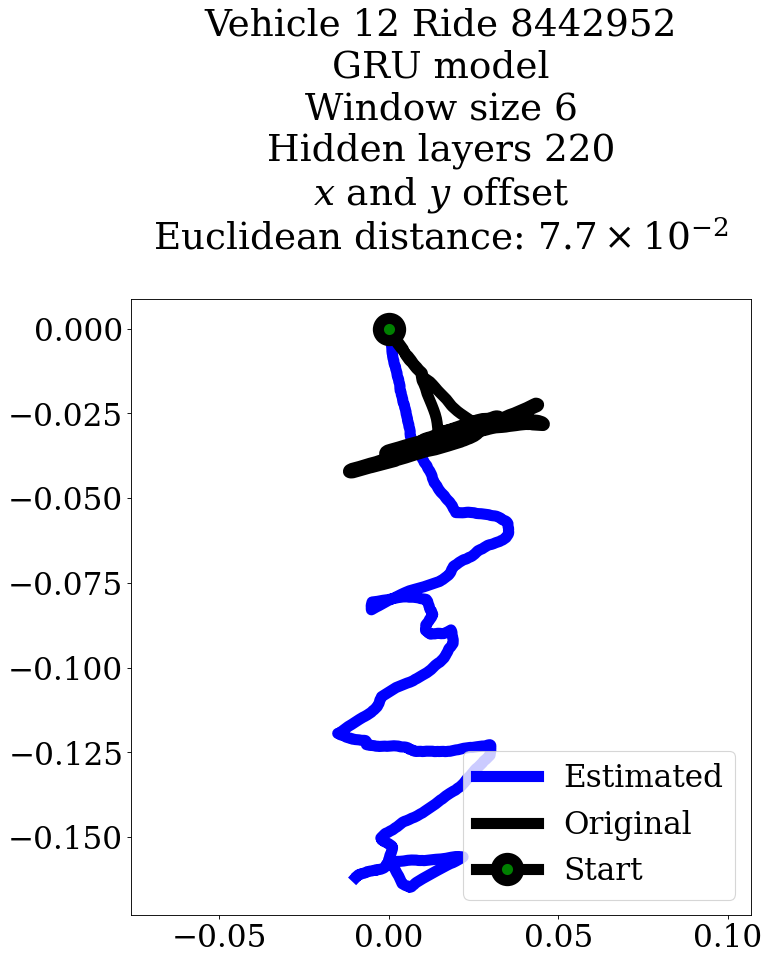 Vehicle 12 Ride 8442952
GRU model
Window size 6
Hidden layers 220
x and y offset
Euclidean distance: 7.7 × 10⁻²
0.000
−0.025
−0.050
−0.075
−0.100
−0.125
−0.150
Estimated
Original
Start
−0.05
0.00
0.05
0.10